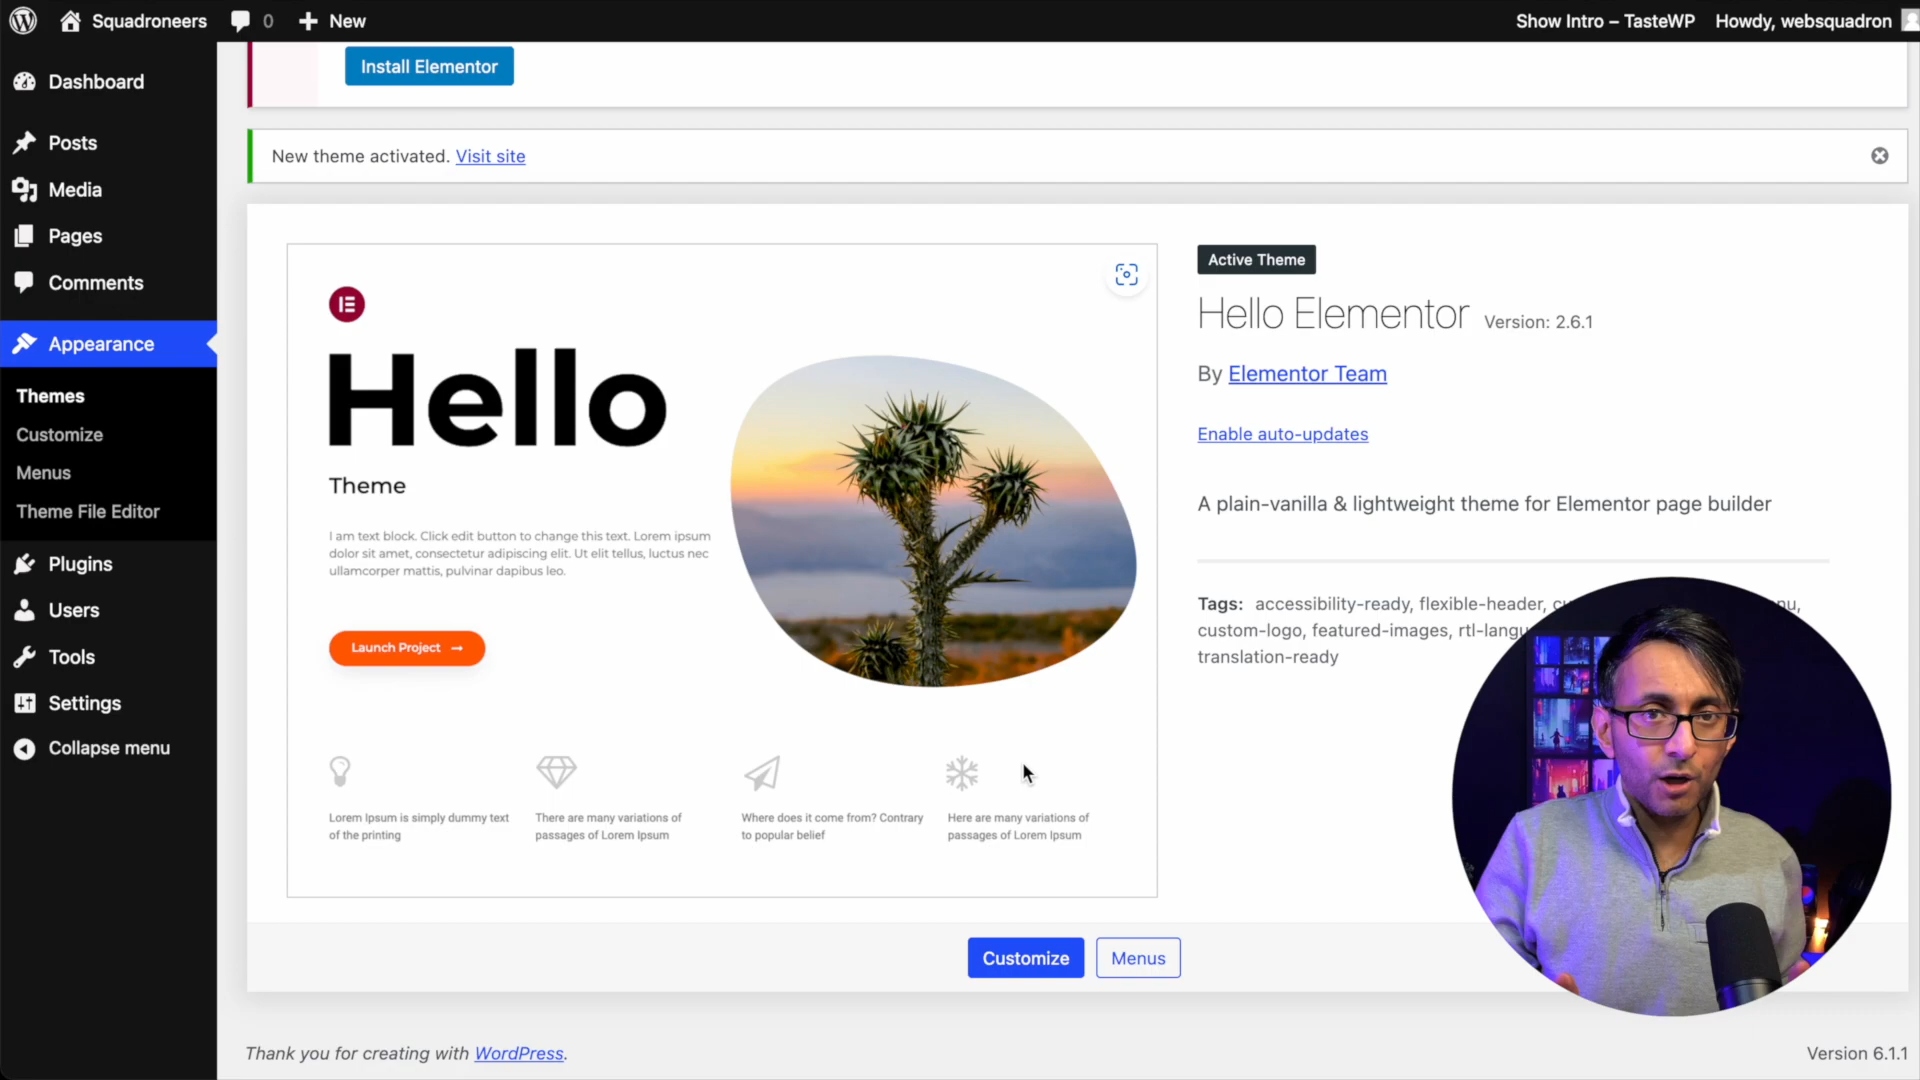 Squadroneers
0
New
Show Intro – TasteWP
Howdy, websquadron
Dashboard
Posts
Media
Pages
Comments
Appearance
Themes
Customize
Menus
Theme File Editor
Plugins
Users
Tools
Settings
Collapse menu
Install Elementor
New theme activated. Visit site
Hello
Theme
I am text block. Click edit button to change this text. Lorem ipsum
dolor sit amet, consectetur adipiscing elit. Ut elit tellus, luctus nec
ullamcorper mattis, pulvinar dapibus leo.
Launch Project →
Lorem Ipsum is simply dummy text
of the printing
There are many variations of
passages of Lorem Ipsum
Where does it come from? Contrary
to popular belief
Here are many variations of
passages of Lorem Ipsum
Active Theme
Hello Elementor Version: 2.6.1
By Elementor Team
Enable auto-updates
A plain-vanilla & lightweight theme for Elementor page builder
Tags: accessibility-ready, flexible-header,
custom-logo, featured-images,
translation-ready
Customize
Menus
Thank you for creating with WordPress.
Version 6.1.1